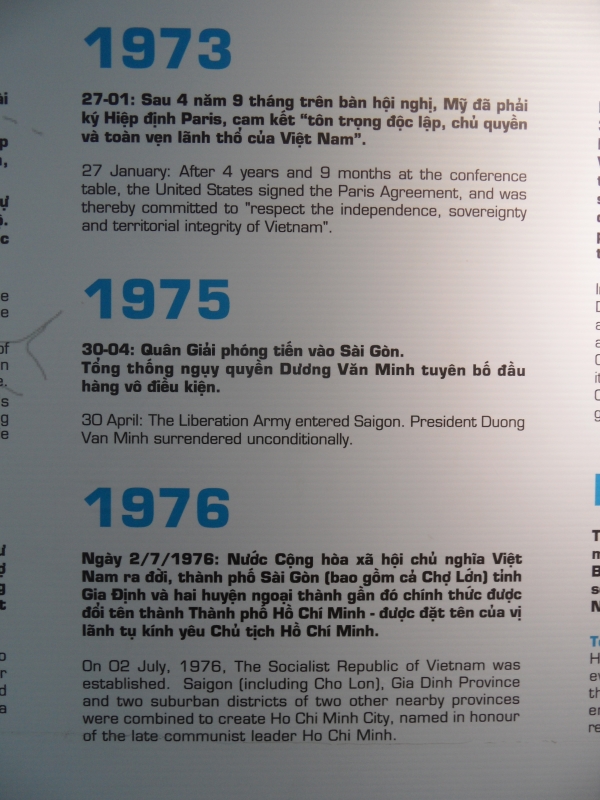 1973
27-01: Sau 4 năm 9 tháng trên bàn hội nghị, Mỹ đã phải
ký Hiệp định Paris, cam kết "tôn trọng độc lập, chủ quyền
và toàn vẹn lãnh thổ của Việt Nam".
27 January: After 4 years and 9 months at the conference
table, the United States signed the Paris Agreement, and was
thereby committed to "respect the independence, sovereignty
and territorial integrity of Vietnam".
1975
30-04: Quân Giải phóng tiến vào Sài Gòn.
Tổng thống ngụy quyền Dương Văn Minh tuyên bố đầu
hàng vô điều kiện.
30 April: The Liberation Army entered Saigon. President Duong
Van Minh surrendered unconditionally.
1976
Ngày 2/7/1976: Nước Cộng hòa xã hội chủ nghĩa Việt
Nam ra đời, thành phố Sài Gòn (bao gồm cả Chợ Lớn) tỉnh
Gia Định và hai huyện ngoại thành gần đó chính thức được
đổi tên thành Thành phố Hồ Chí Minh - được đặt tên của vị
lãnh tụ kính yêu Chủ tịch Hồ Chí Minh.
On 02 July, 1976, The Socialist Republic of Vietnam was
established. Saigon (including Cho Lon), Gia Dinh Province
and two suburban districts of two other nearby provinces
were combined to create Ho Chi Minh City, named in honour
of the late communist leader Ho Chi Minh.